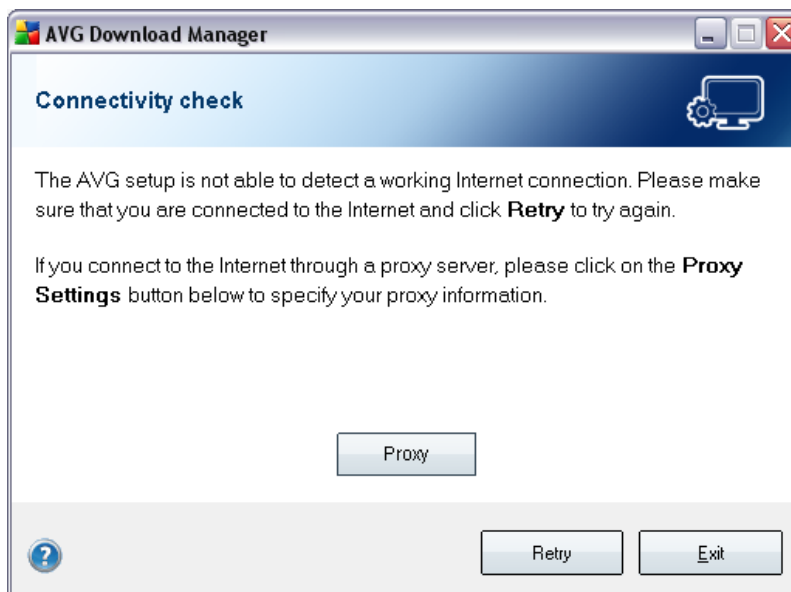 AVG Download Manager
Connectivity check
The AVG setup is not able to detect a working Internet connection. Please make
sure that you are connected to the Internet and click Retry to try again.
If you connect to the Internet through a proxy server, please click on the Proxy
Settings button below to specify your proxy information.
Proxy
?
Retry
Exit